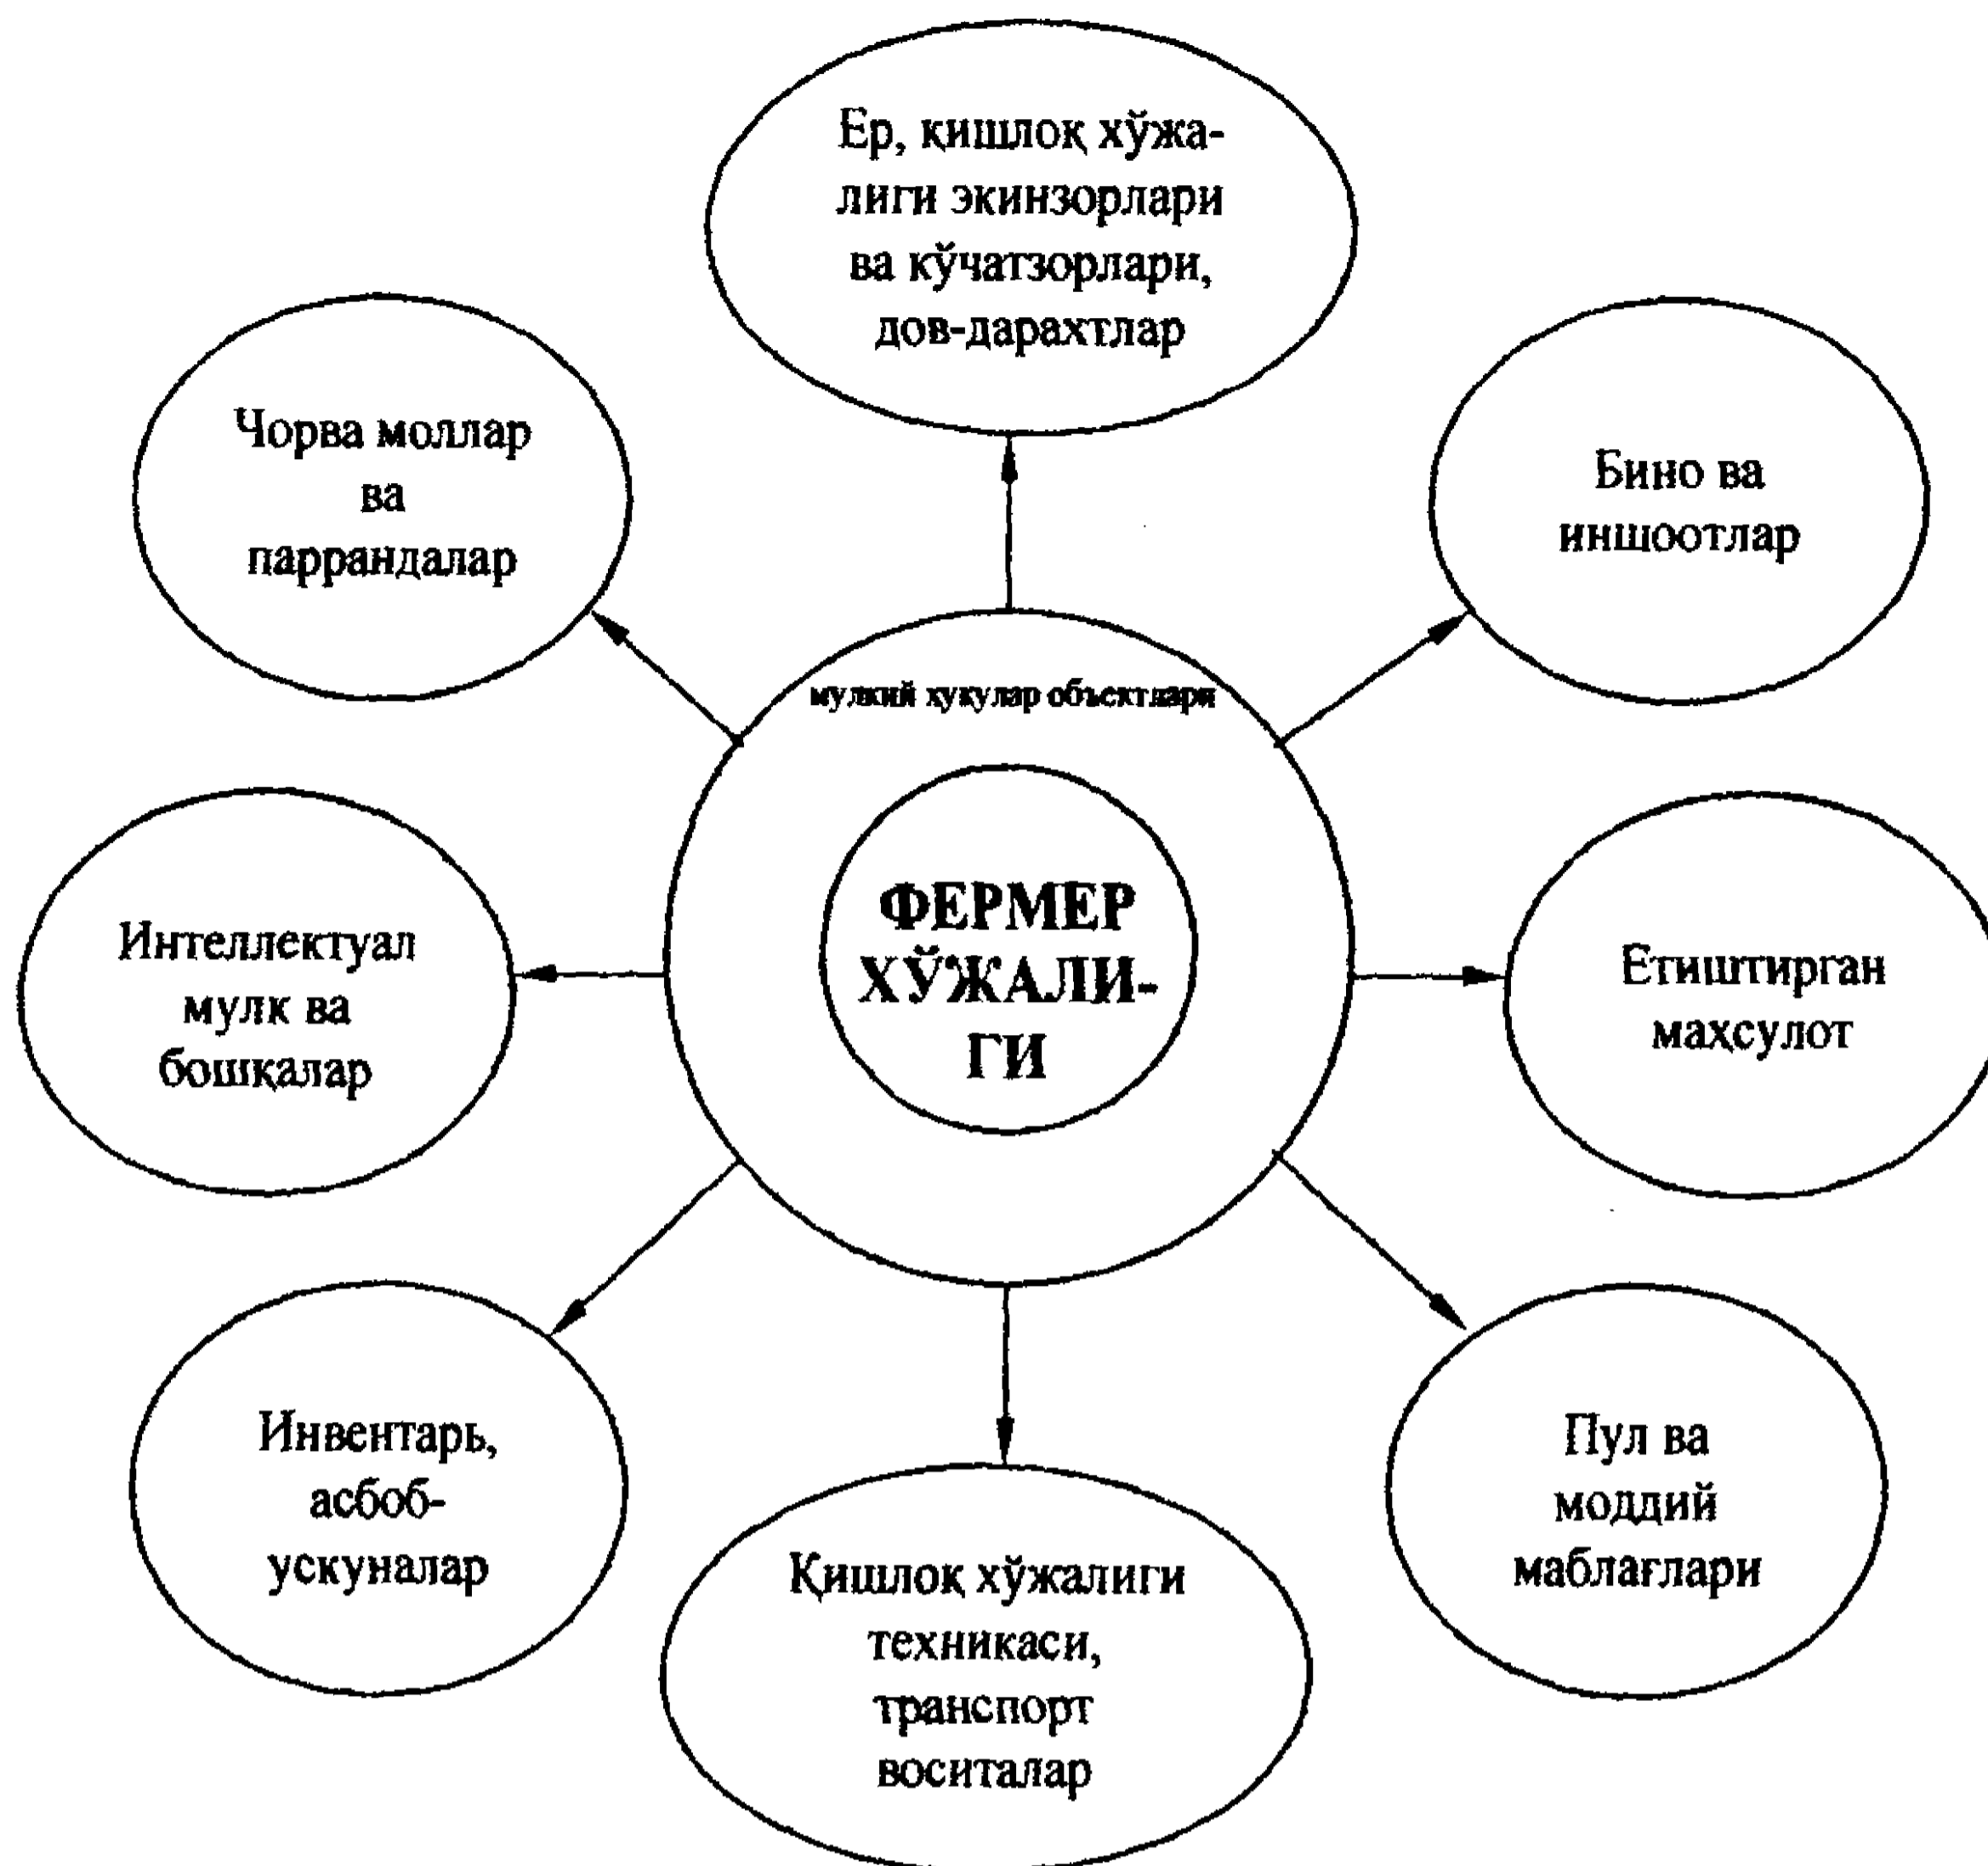 Ер, қишлоқ хўжа-
лиги экинзорлари
ва кўчатзорлари,
дов-дарахтлар
Чорва моллар
ва
паррандалар
Бино ва
иншоотлар
мулкий хукулар объектлари
ФЕРМЕР
ХЎЖАЛИ-
ГИ
Интеллектуал
мулк ва
бошқалар
Етиштирган
маҳсулот
Инвентарь,
асбоб-
ускуналар
Пул ва
моддий
маблағлари
Қишлоқ хўжалиги
техникаси,
транспорт
воситалар